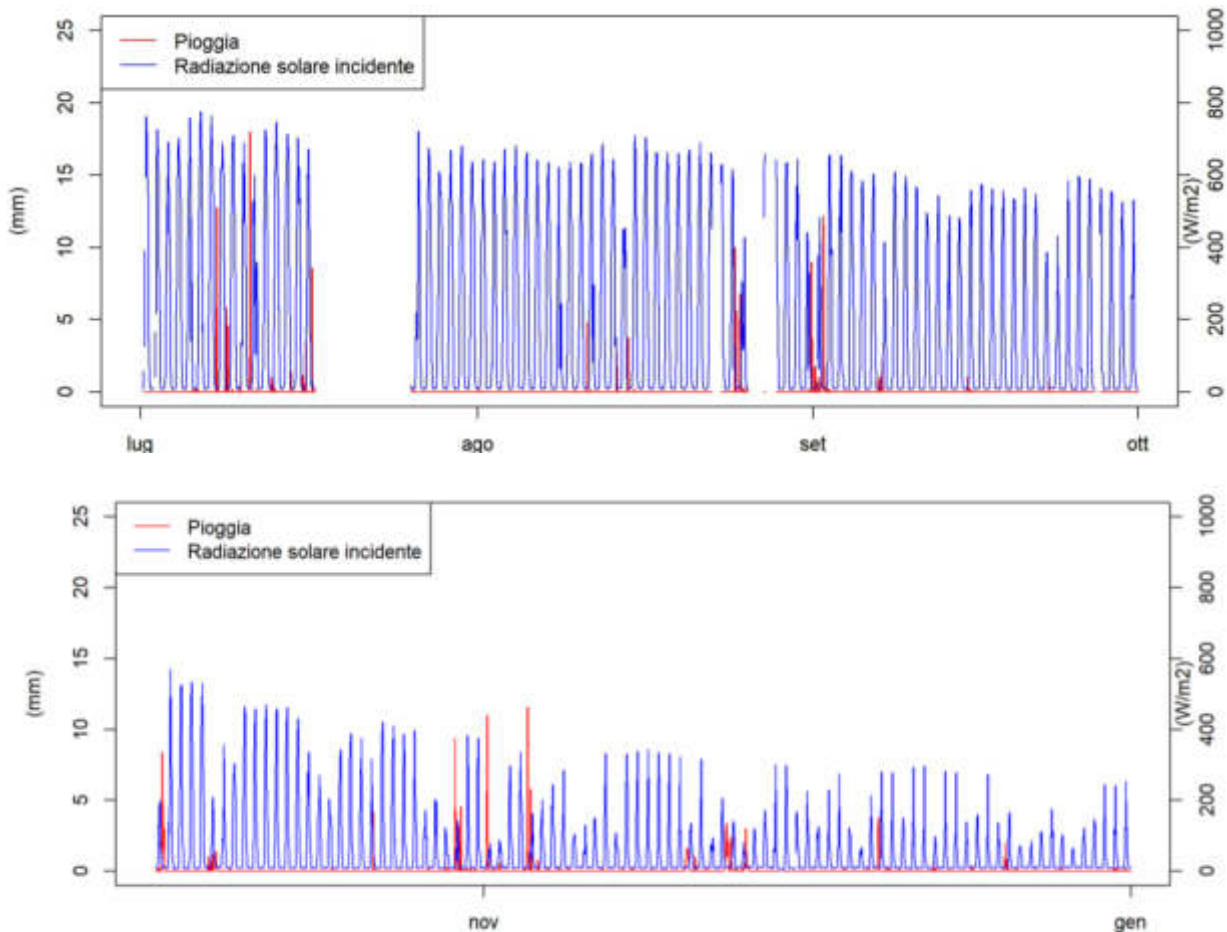 Pioggia
Radiazione solare incidente
25
20
15
10
5
0
(mm)
1000
800
600
400
200
0
(W/m2)
lug
ago
set
ott
Pioggia
Radiazione solare incidente
25
20
15
10
5
0
(mm)
1000
800
600
400
200
0
(W/m2)
nov
gen